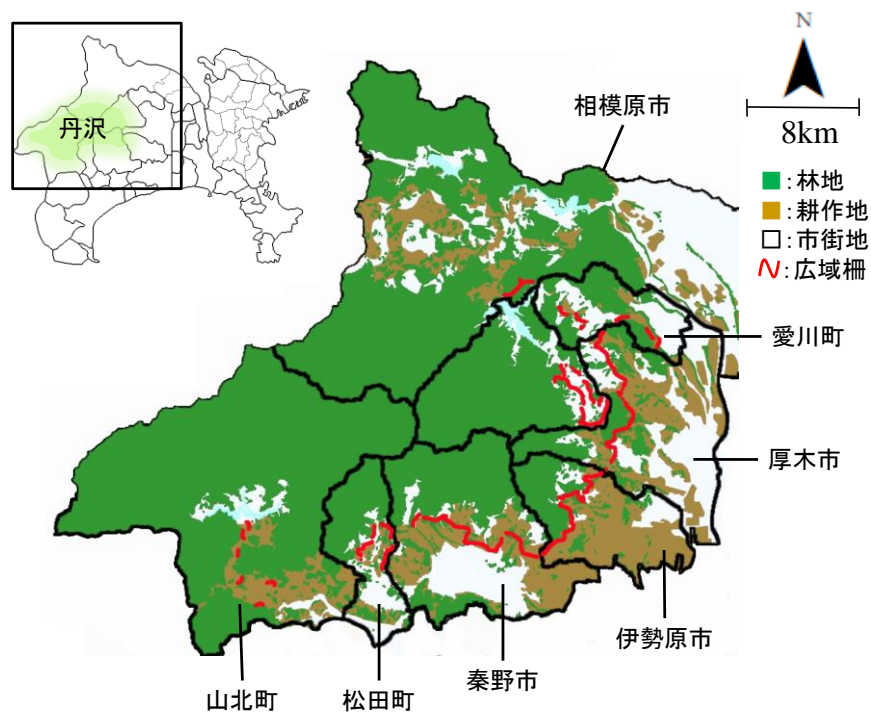 丹沢
N
8km
相模原市
:林地
:耕作地
:市街地
:広域柵
愛川町
厚木市
伊勢原市
秦野市
松田町
山北町